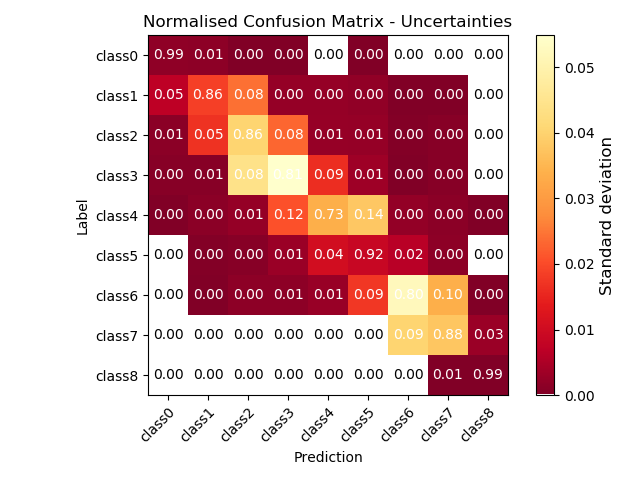 Normalised Confusion Matrix - Uncertainties
class0 0.99 0.01 0.00 0.00 0.00 0.00 0.00 0.00 0.00
class1 0.05 0.86 0.08 0.00 0.00 0.00 0.00 0.00 0.00
class2 0.01 0.05 0.86 0.08 0.01 0.01 0.00 0.00 0.00
class3 0.00 0.01 0.08 0.09 0.01 0.00 0.00 0.00
class4 0.00 0.00 0.01 0.12 0.73 0.14 0.00 0.00 0.00
class5 0.00 0.00 0.00 0.01 0.04 0.92 0.02 0.00 0.00
class6 0.00 0.00 0.00 0.01 0.01 0.09 0.10 0.00
class7 0.00 0.00 0.00 0.00 0.00 0.00 0.09 0.88 0.03
class8 0.00 0.00 0.00 0.00 0.00 0.00 0.00 0.01 0.99
class0 class1 class2 class3 class4 class5 class6 class7 class8
Prediction
Label
0.05
0.04
0.03
0.02
0.01
0.00
Standard deviation